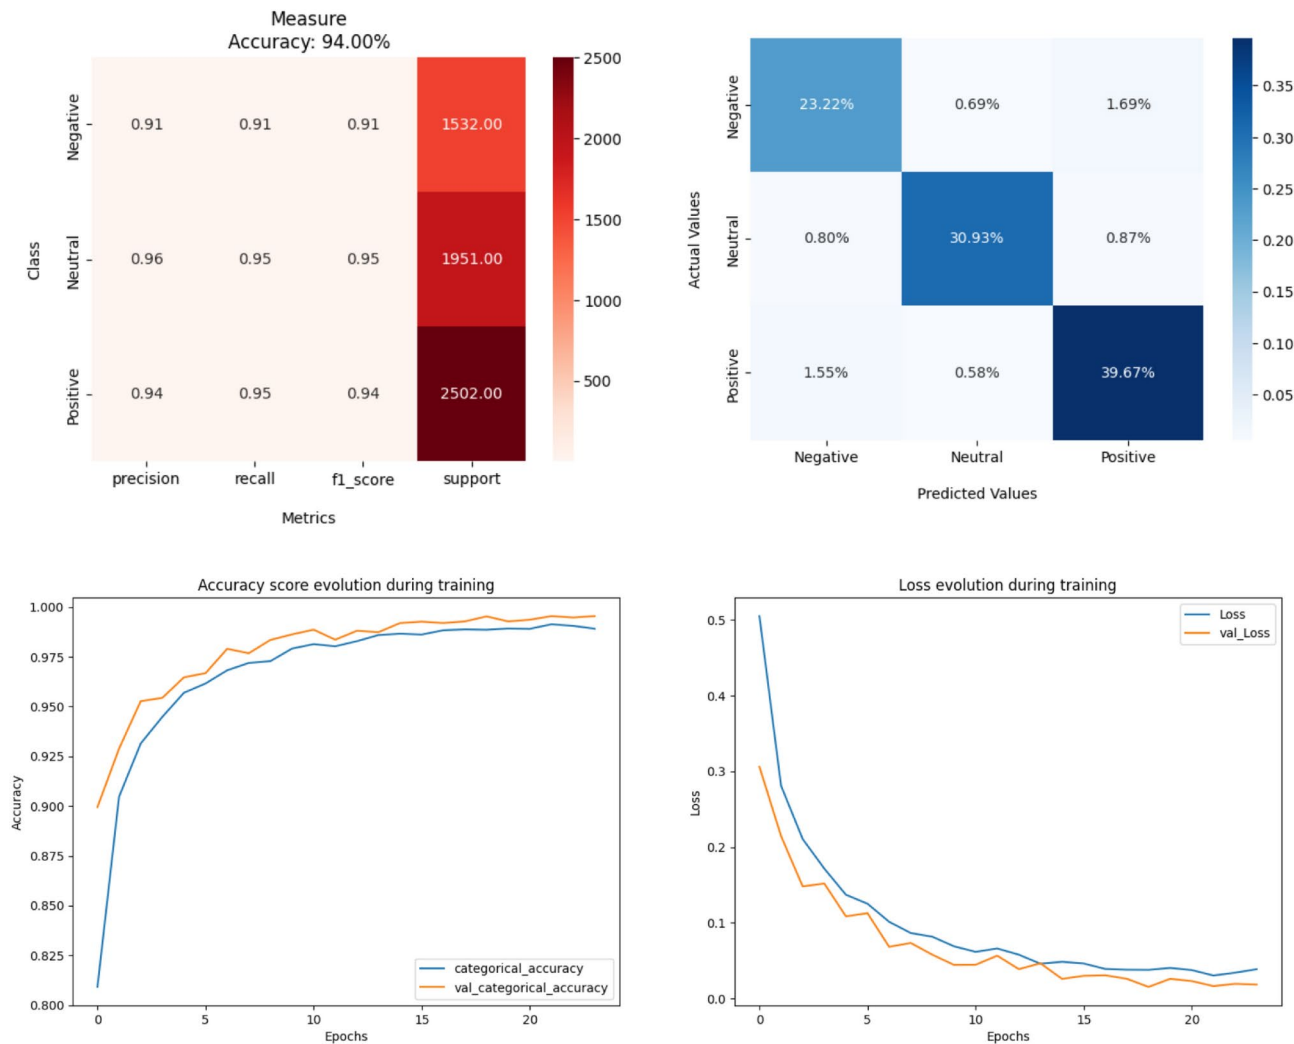 Measure
Accuracy: 94.00%
Class
Negative
0.91 0.91 0.91 1532.00
Neutral
0.96 0.95 0.95 1951.00
Positive
0.94 0.95 0.94 2502.00
precision recall f1_score support
Metrics
2500
2000
1500
1000
500
Actual Values
Negative
23.22% 0.69% 1.69%
Neutral
0.80% 30.93% 0.87%
Positive
1.55% 0.58% 39.67%
Negative Neutral Positive
Predicted Values
0.35
0.30
0.25
0.20
0.15
0.10
0.05
Accuracy score evolution during training
Accuracy
1.000
0.975
0.950
0.925
0.900
0.875
0.850
0.825
0.800
categorical_accuracy
val_categorical_accuracy
0 5 10 15 20
Epochs
Loss evolution during training
Loss
0.5
0.4
0.3
0.2
0.1
0.0
Loss
val_Loss
0 5 10 15 20
Epochs